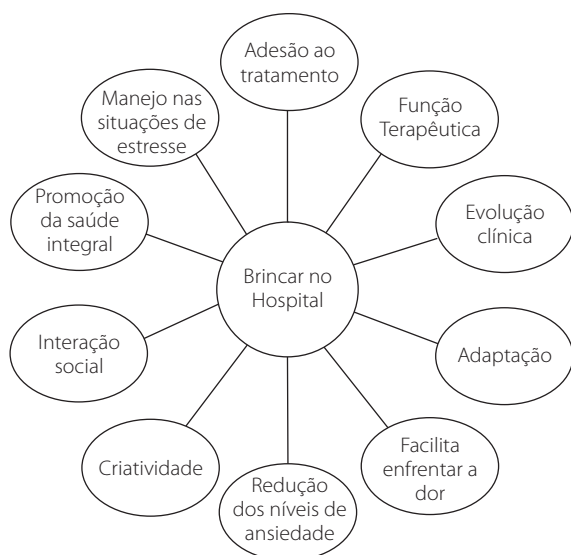 Adesão ao
tratamento
Função
Terapêutica
Evolução
clínica
Adaptação
Facilita
enfrentar a
dor
Redução
dos níveis de
ansiedade
Criatividade
Interação
social
Promoção
da saúde
integral
Manejo nas
situações de
estresse
Brincar no
Hospital